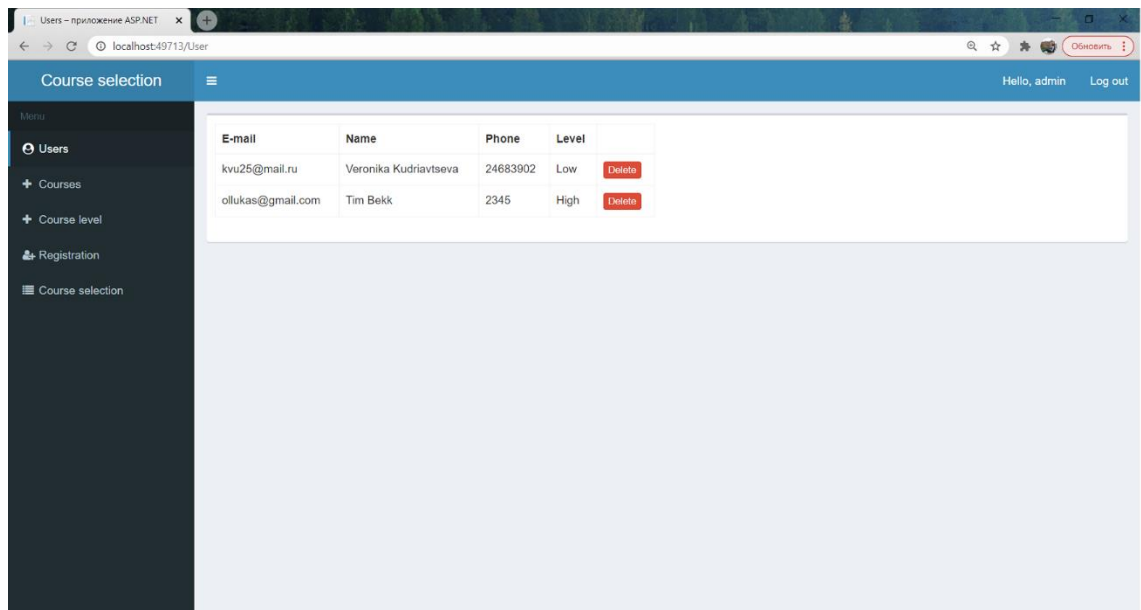 Users – приложение ASP.NET
localhost:49713/User
Обновить
Course selection
Hello, admin Log out
Menu
Users
Courses
Course level
Registration
Course selection
E-mail Name Phone Level
kvu25@mail.ru Veronika Kudriavtseva 24683902 Low Delete
ollukas@gmail.com Tim Bekk 2345 High Delete